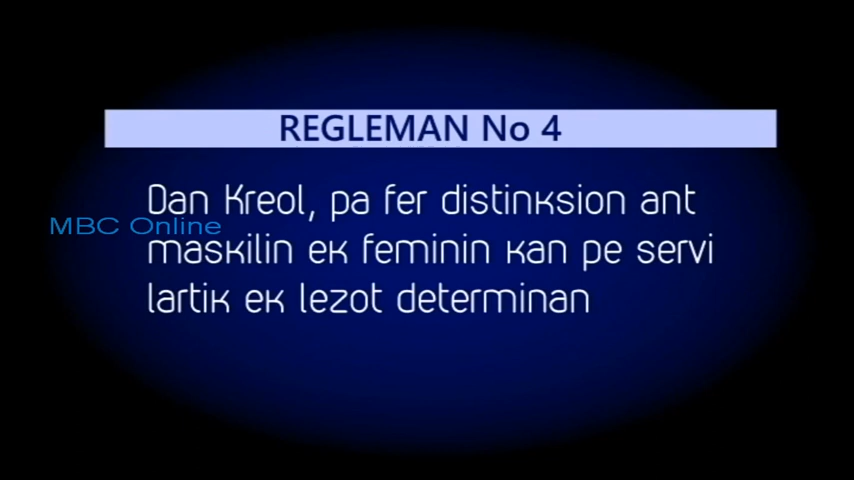 REGLEMAN No 4
Dan Kreol, pa fer distinksion ant
MBC Online
maskilin ek feminin kan pe servi
lartik ek lezot determinan